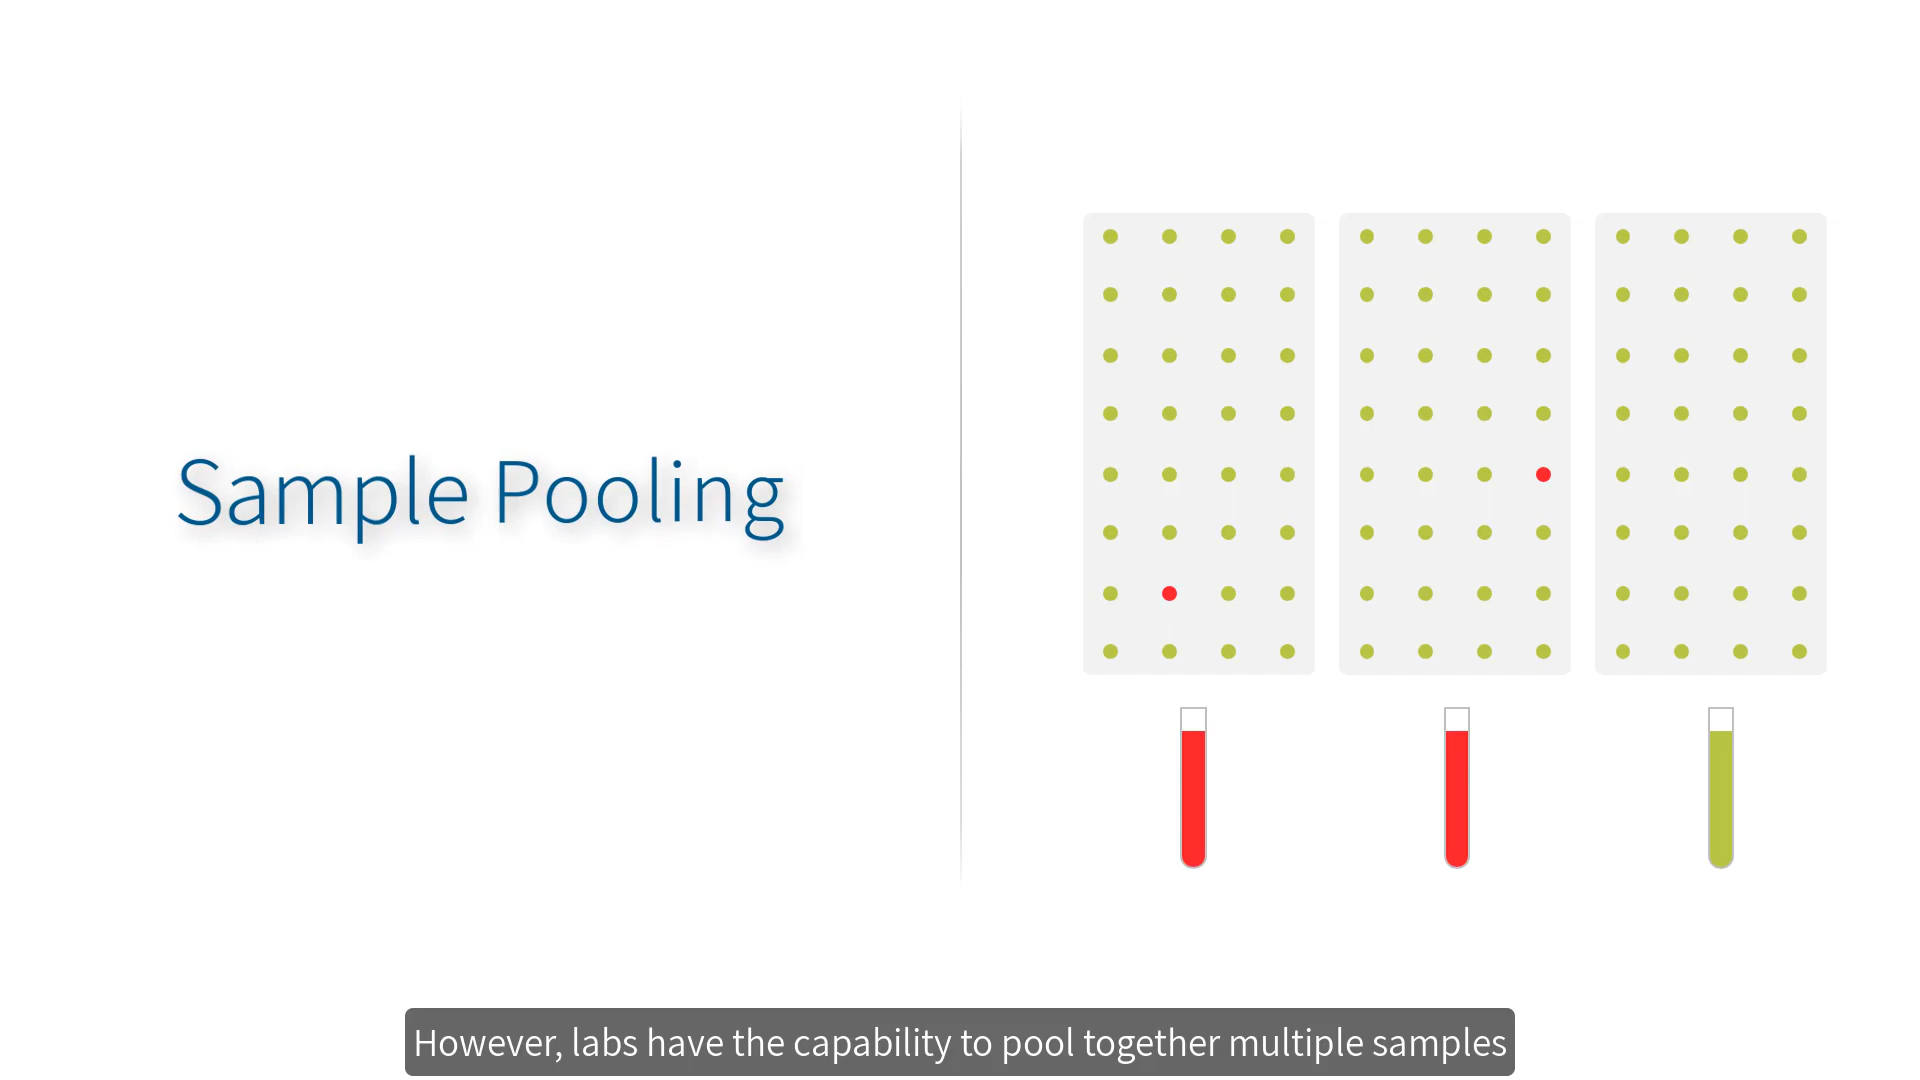 Sample Pooling
However, labs have the capability to pool together multiple samples